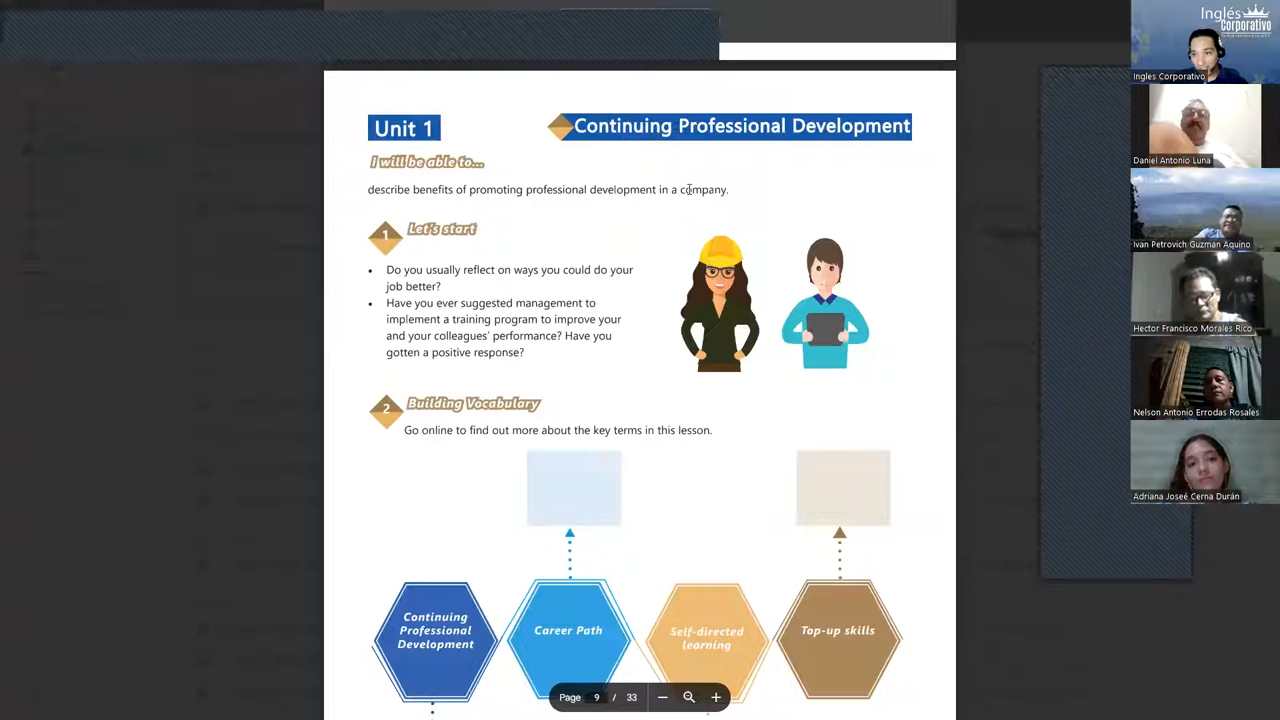 Unit 1
Continuing Professional Development
I will be able to...
describe benefits of promoting professional development in a company.
1
Let's start
• Do you usually reflect on ways you could do your
job better?
• Have you ever suggested management to
implement a training program to improve your
and your colleagues' performance? Have you
gotten a positive response?
2
Building Vocabulary
Go online to find out more about the key terms in this lesson.
Continuing
Professional
Development
Career Path
Self-directed
learning
Top-up skills
Page 9 / 33
Inglés
Corporativo
Ingles Corporativo
Daniel Antonio Luna
Ivan Petrovich Guzman Aquino
Hector Francisco Morales Rico
Nelson Antonio Errodas Rosales
Adriana Joseé Cerna Durán